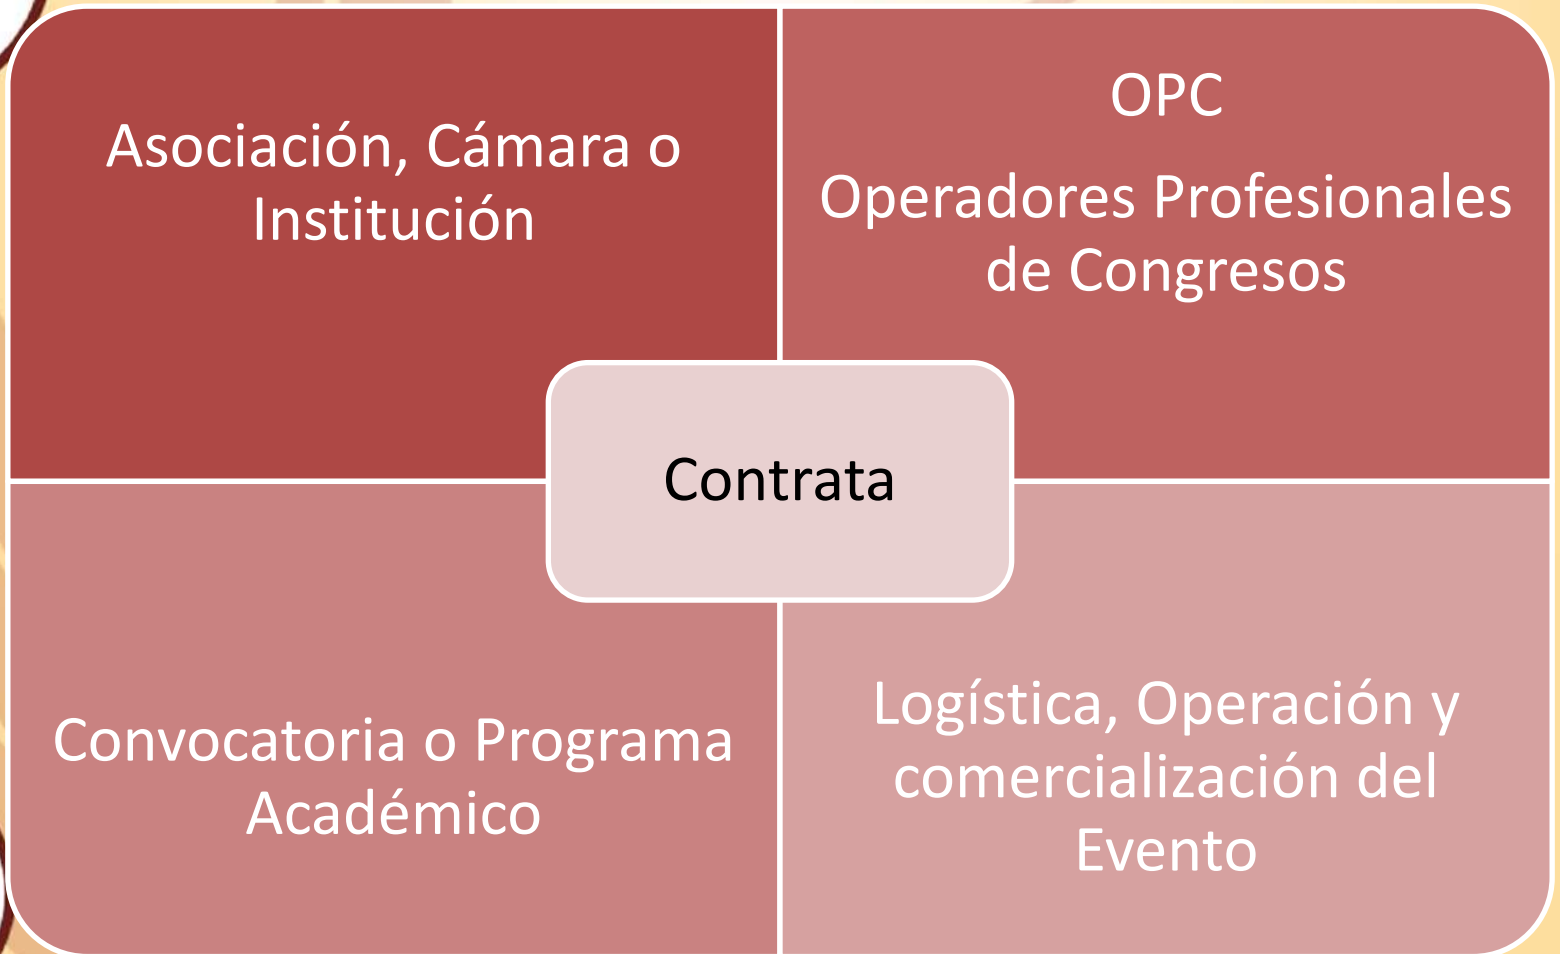 Asociación, Cámara o
Institución
OPC
Operadores Profesionales
de Congresos
Contrata
Convocatoria o Programa
Académico
Logística, Operación y
comercialización del
Evento